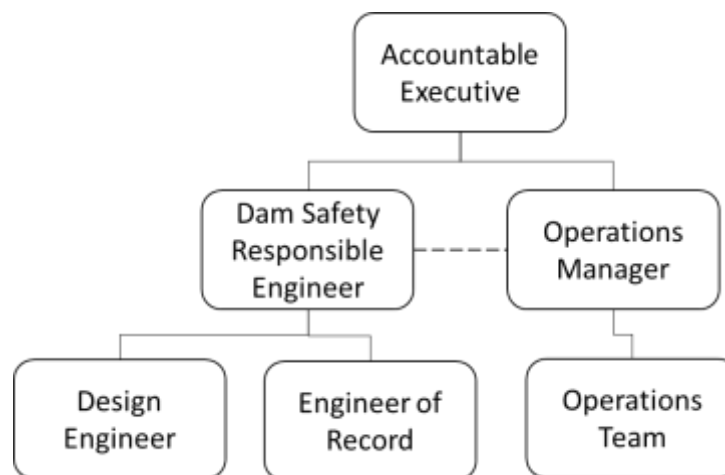 Accountable
Executive
Dam Safety
Responsible
Engineer
Operations
Manager
Design
Engineer
Engineer of
Record
Operations
Team